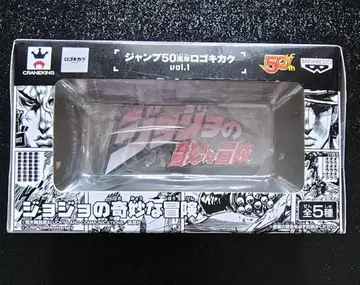 CRANEKING
ロゴキカク
ジャンプ50周年ロゴキカク
vol.1
50th
BANPRESTO
ジョジョの
奇妙な冒険
ジョジョの奇妙な冒険
全5種